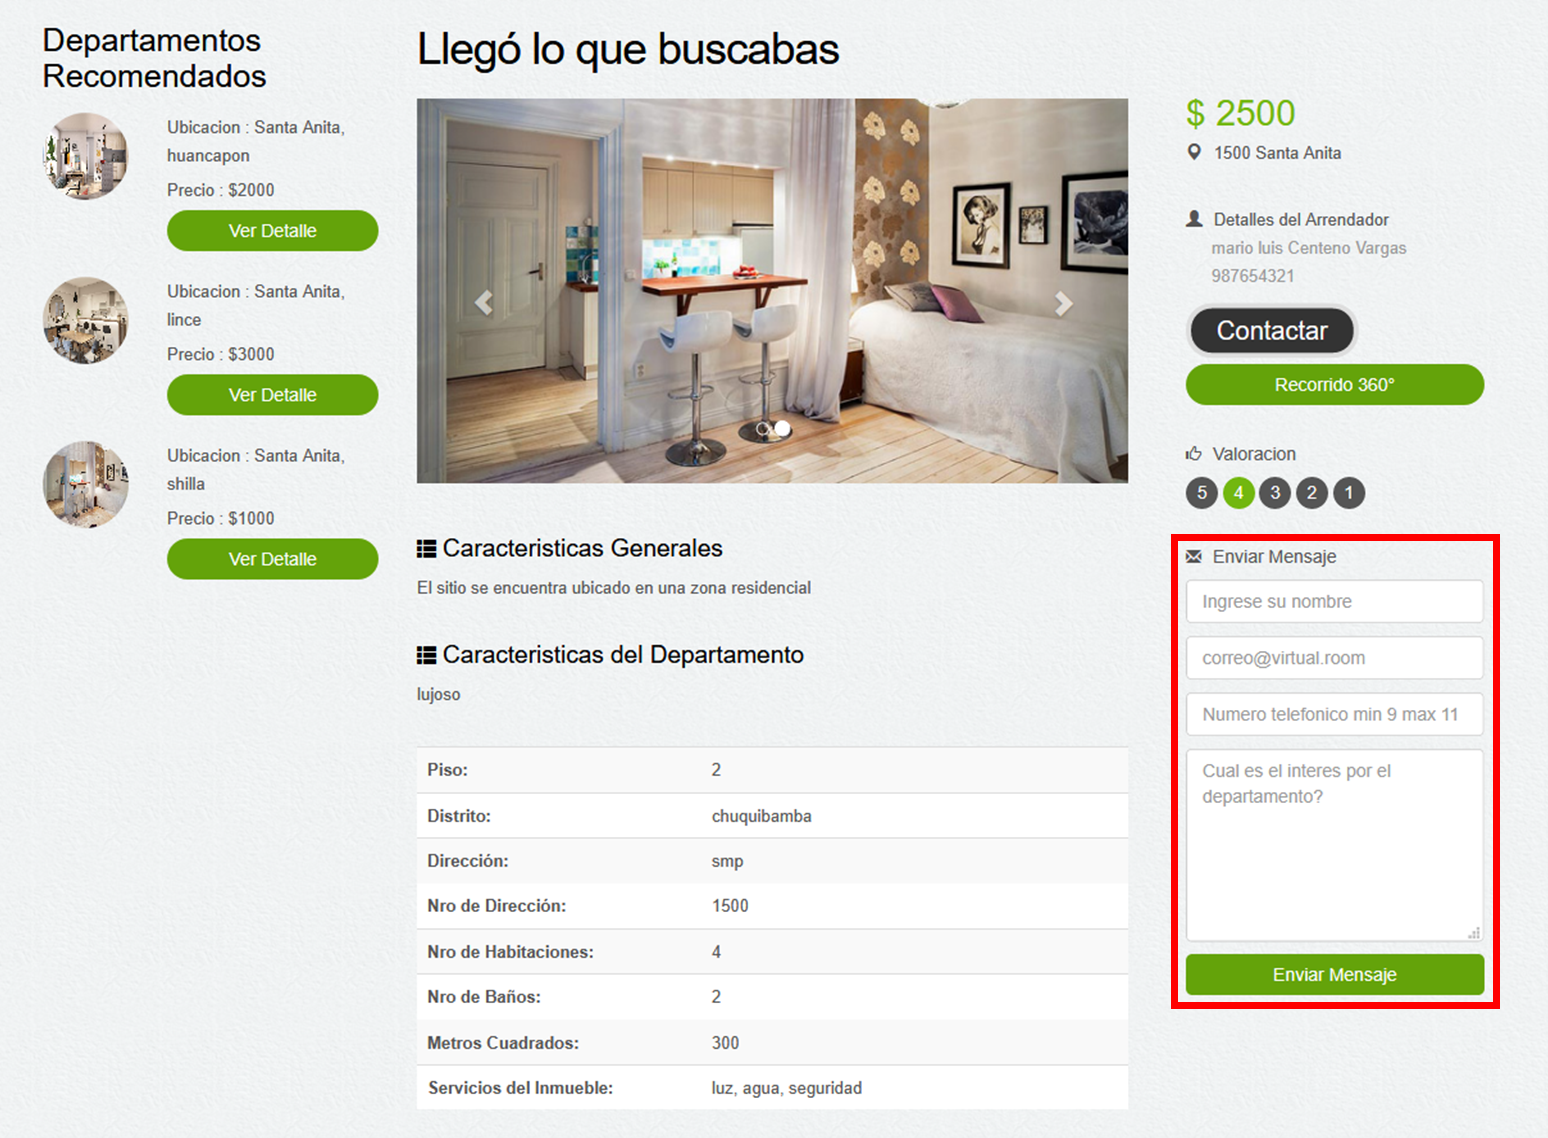 Departamentos
Recomendados
Ubicacion : Santa Anita,
huancapon
Precio : $2000
Ver Detalle
Ubicacion : Santa Anita,
lince
Precio : $3000
Ver Detalle
Ubicacion : Santa Anita,
shilla
Precio : $1000
Ver Detalle
Llegó lo que buscabas
Caracteristicas Generales
El sitio se encuentra ubicado en una zona residencial
Caracteristicas del Departamento
lujoso
Piso: 2
Distrito: chuquibamba
Dirección: smp
Nro de Dirección: 1500
Nro de Habitaciones: 4
Nro de Baños: 2
Metros Cuadrados: 300
Servicios del Inmueble: luz, agua, seguridad
$ 2500
1500 Santa Anita
Detalles del Arrendador
mario luis Centeno Vargas
987654321
Contactar
Recorrido 360°
Valoracion
5 4 3 2 1
Enviar Mensaje
Ingrese su nombre
correo@virtual.room
Numero telefonico min 9 max 11
Cual es el interes por el
departamento?
Enviar Mensaje